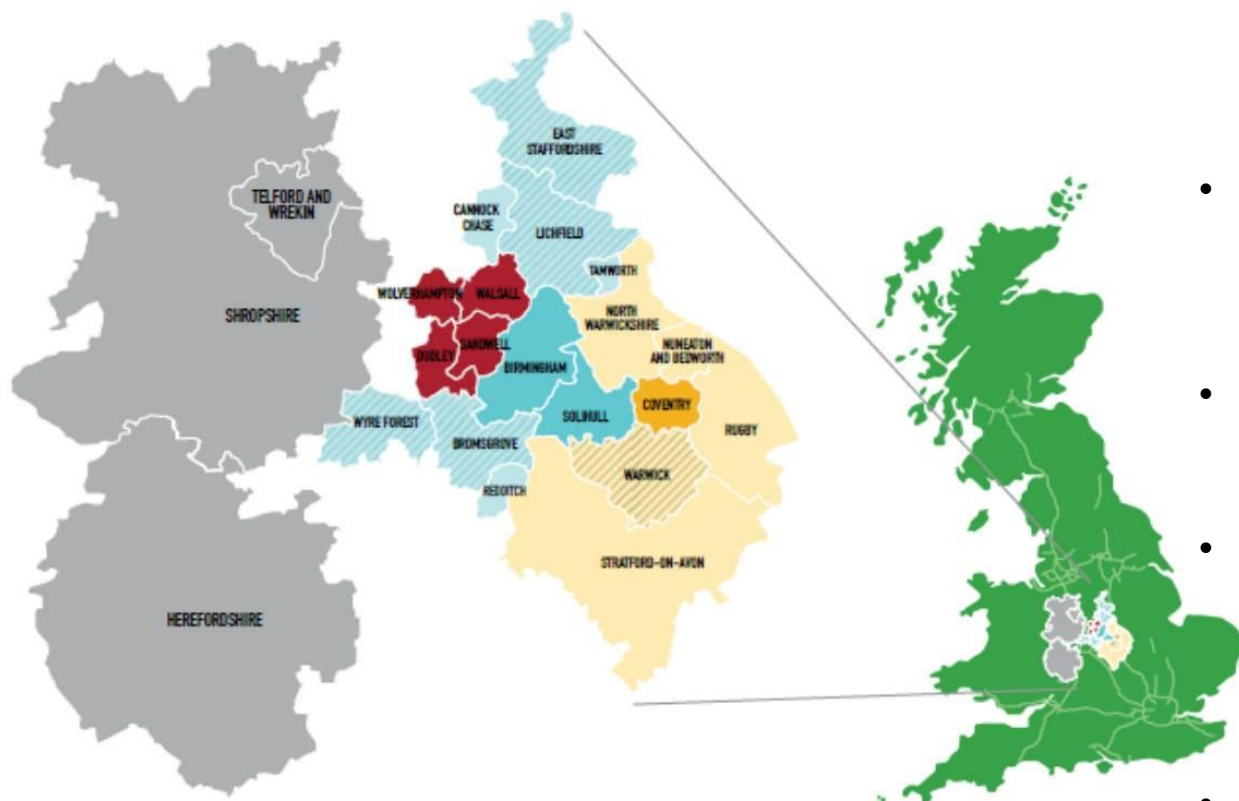 EAST
STAFFORDSHIRE
TELFORD AND
WREKIN
CANNOCK
CHASE
LICHFIELD
TAMWORTH
WOLVERHAMPTON
WALSALL
SHROPSHIRE
NORTH
WARWICKSHIRE
SANDWELL
DUDLEY
NUNEATON
AND BEDWORTH
BIRMINGHAM
COVENTRY
SOLIHULL
WYRE FOREST
RUGBY
BROMSGROVE
WARWICK
REDDITCH
STRATFORD-ON-AVON
HEREFORDSHIRE